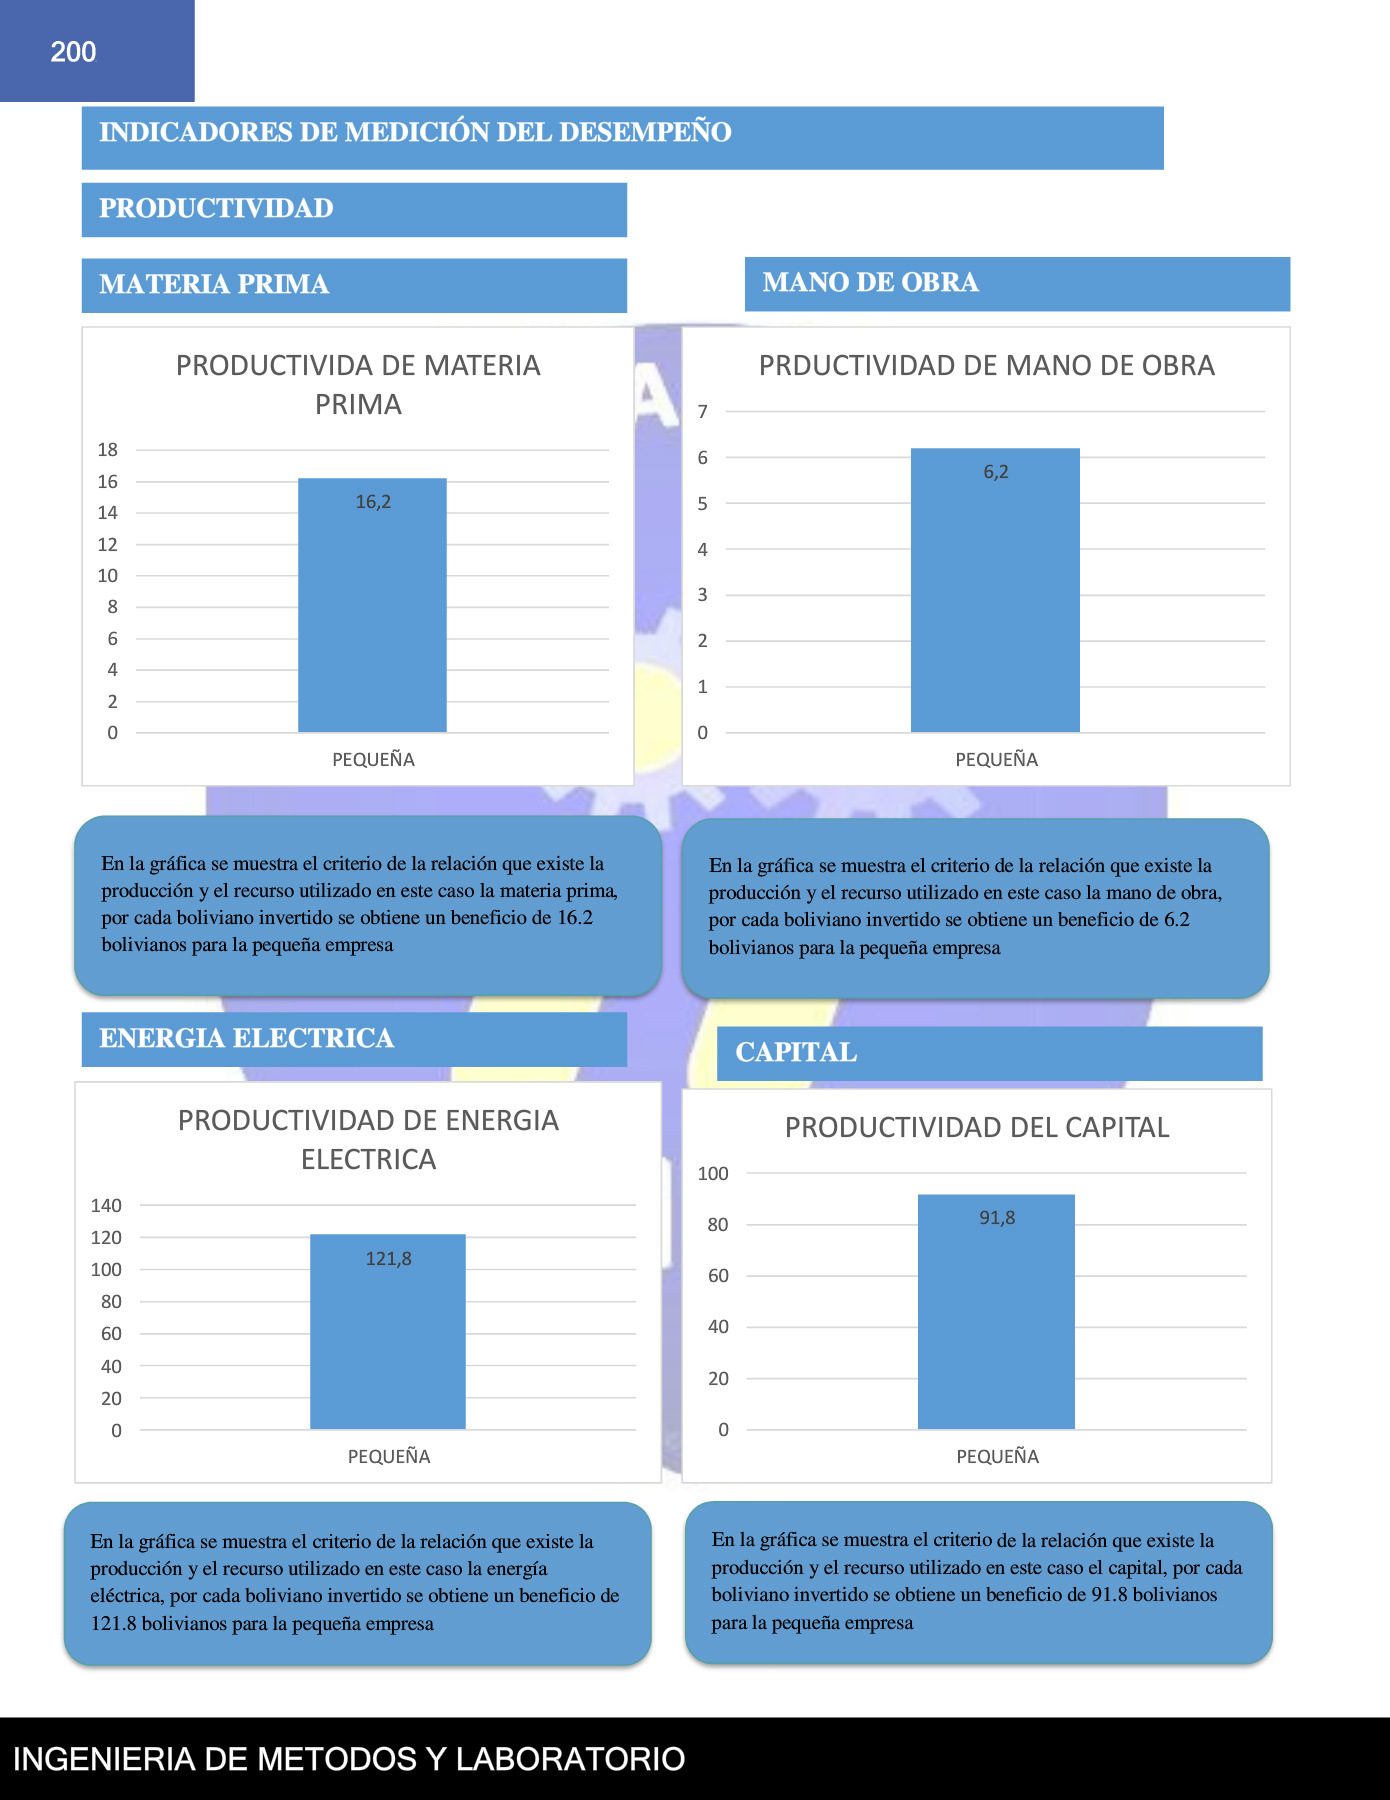 200
INDICADORES DE MEDICIÓN DEL DESEMPEÑO
PRODUCTIVIDAD
MATERIA PRIMA
MANO DE OBRA
PRODUCTIVIDA DE MATERIA
PRIMA
18
16
14
12
10
8
6
4
2
0
16,2
PEQUEÑA
PRDUCTIVIDAD DE MANO DE OBRA
7
6
5
4
3
2
1
0
6,2
PEQUEÑA
A
En la gráfica se muestra el criterio de la relación que existe la
producción y el recurso utilizado en este caso la materia prima,
por cada boliviano invertido se obtiene un beneficio de 16.2
bolivianos para la pequeña empresa
En la gráfica se muestra el criterio de la relación que existe la
producción y el recurso utilizado en este caso la mano de obra,
por cada boliviano invertido se obtiene un beneficio de 6.2
bolivianos para la pequeña empresa
ENERGIA ELECTRICA
CAPITAL
PRODUCTIVIDAD DE ENERGIA
ELECTRICA
140
120
100
80
60
40
20
0
121,8
PEQUEÑA
PRODUCTIVIDAD DEL CAPITAL
100
80
60
40
20
0
91,8
PEQUEÑA
En la gráfica se muestra el criterio de la relación que existe la
producción y el recurso utilizado en este caso la energía
eléctrica, por cada boliviano invertido se obtiene un beneficio de
121.8 bolivianos para la pequeña empresa
En la gráfica se muestra el criterio de la relación que existe la
producción y el recurso utilizado en este caso el capital, por cada
boliviano invertido se obtiene un beneficio de 91.8 bolivianos
para la pequeña empresa
INGENIERIA DE METODOS Y LABORATORIO